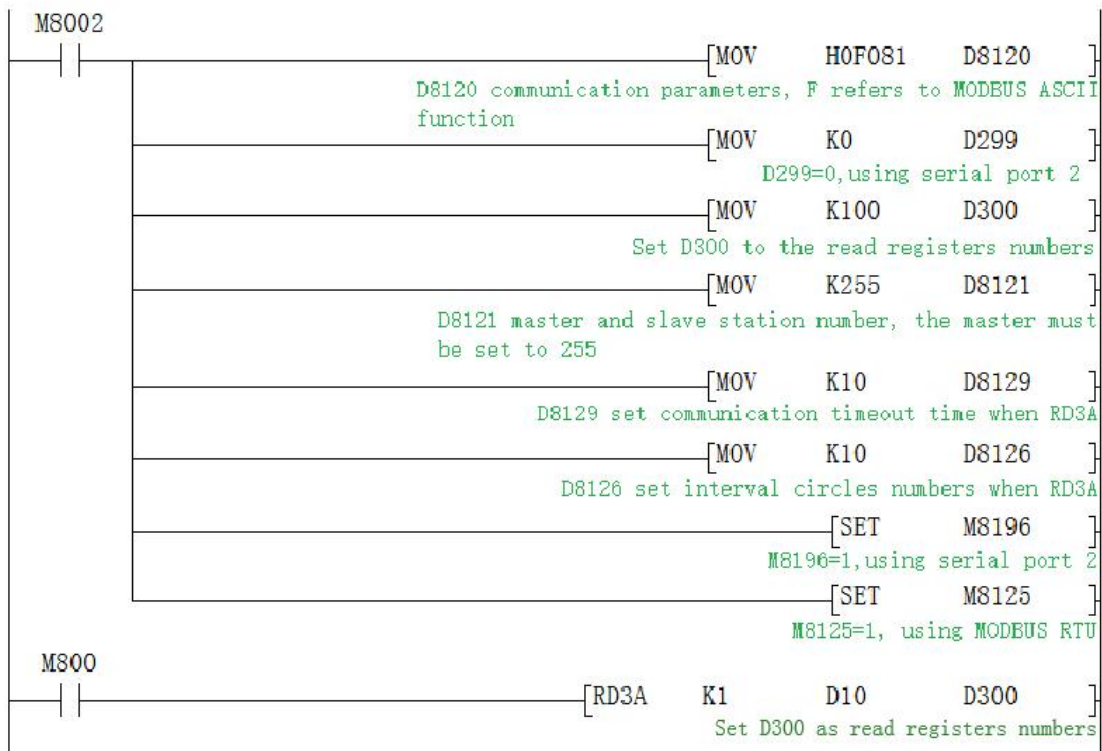 M8002
[MOV H0F081 D8120 ]
D8120 communication parameters, F refers to MODBUS ASCII
function
[MOV K0 D299 ]
D299=0,using serial port 2
[MOV K100 D300 ]
Set D300 to the read registers numbers
[MOV K255 D8121 ]
D8121 master and slave station number, the master must
be set to 255
[MOV K10 D8129 ]
D8129 set communication timeout time when RD3A
[MOV K10 D8126 ]
D8126 set interval circles numbers when RD3A
[SET M8196 ]
M8196=1,using serial port 2
[SET M8125 ]
M8125=1, using MODBUS RTU
M800
[RD3A K1 D10 D300 ]
Set D300 as read registers numbers